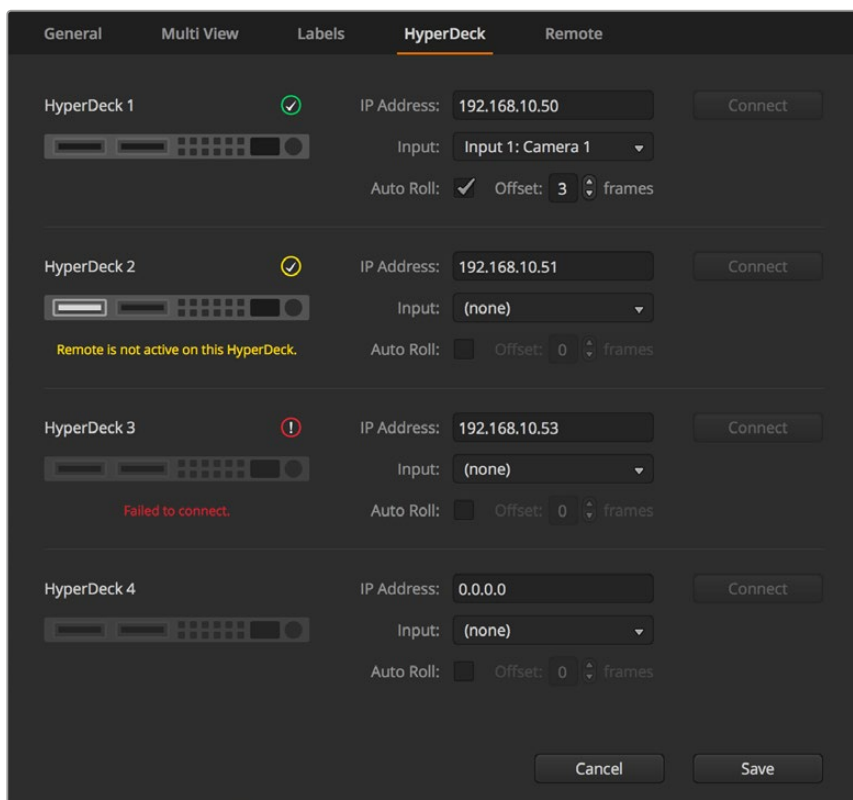 General Multi View Labels HyperDeck Remote
HyperDeck 1 IP Address: 192.168.10.50 Connect
Input: Input 1: Camera 1
Auto Roll: Offset: 3 frames
HyperDeck 2 IP Address: 192.168.10.51 Connect
Input: (none)
Remote is not active on this HyperDeck. Auto Roll: Offset: 0 frames
HyperDeck 3 IP Address: 192.168.10.53 Connect
Input: (none)
Failed to connect. Auto Roll: Offset: 0 frames
HyperDeck 4 IP Address: 0.0.0.0 Connect
Input: (none)
Auto Roll: Offset: 0 frames
Cancel Save